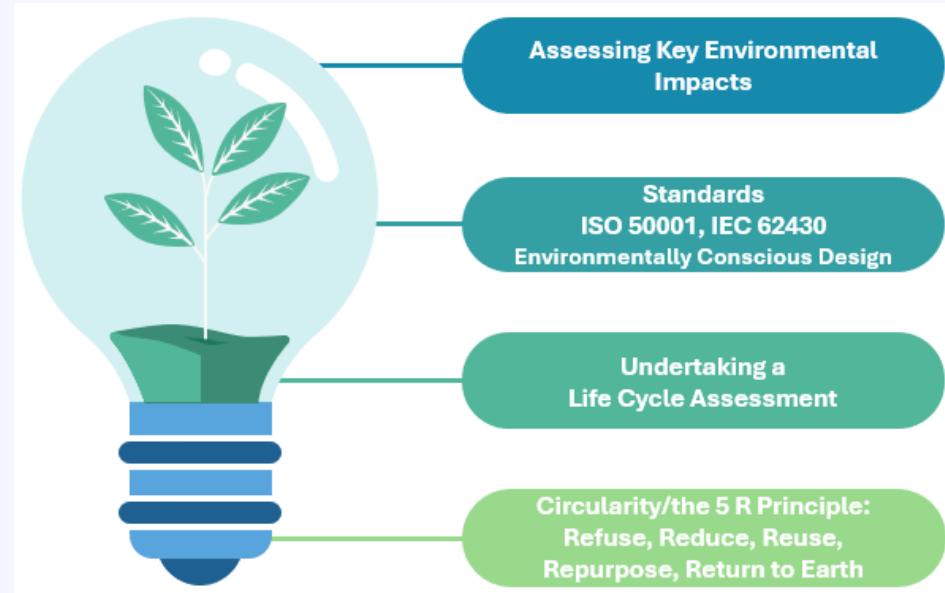 Assessing Key Environmental
Impacts
Standards
ISO 50001, IEC 62430
Environmentally Conscious Design
Undertaking a
Life Cycle Assessment
Circularity/the 5 R Principle:
Refuse, Reduce, Reuse,
Repurpose, Return to Earth